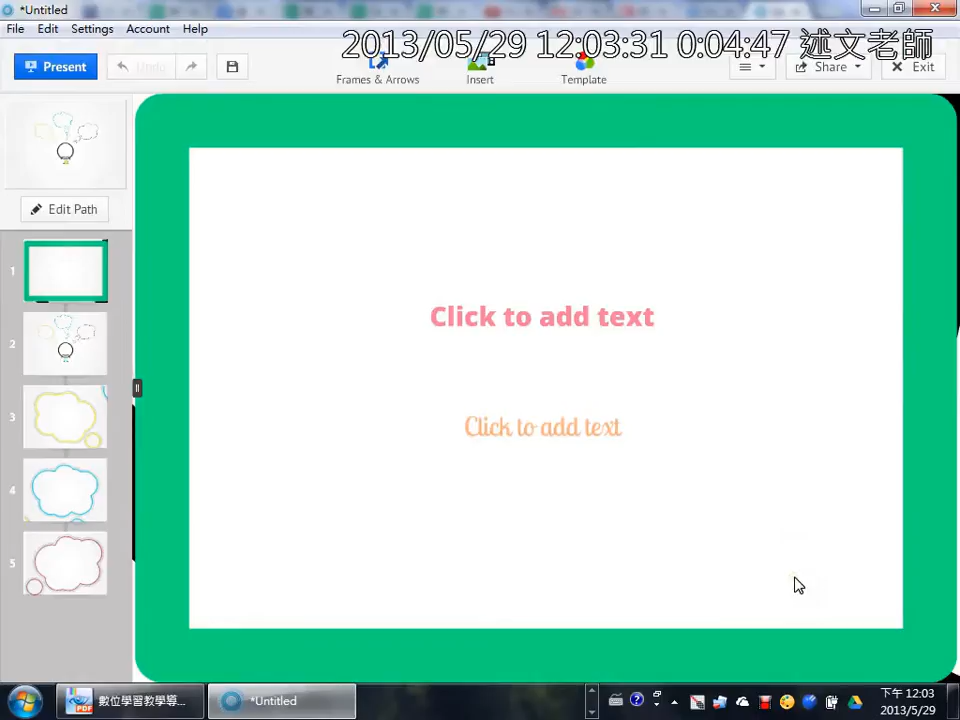 *Untitled
File Edit Settings Account Help
2013/05/29 12:03:31 0:04:47 述文老師
Present Undo Frames & Arrows Insert Template Share Exit
Edit Path
1
2
3
4
5
Click to add text
Click to add text
數位學習教學導... *Untitled
下午 12:03
2013/5/29